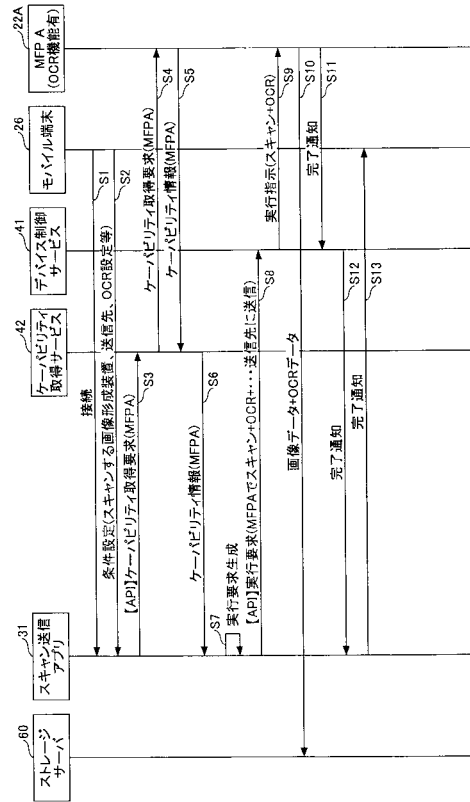 60
ストレージ
サーバ
31
スキャン送信
アプリ
42
ケーパビリティ
取得サービス
41
デバイス制御
サービス
26
モバイル端末
22A
MFP A
(OCR機能有)
接続
S1
条件設定(スキャンする画像形成装置、送信先、OCR設定等)
S2
【API】ケーパビリティ取得要求(MFPA)
S3
ケーパビリティ取得要求(MFPA)
S4
ケーパビリティ情報(MFPA)
S5
ケーパビリティ情報(MFPA)
S6
S7
実行要求生成
【API】実行要求(MFPAでスキャン+OCR+・・・送信先に送信)
S8
実行指示(スキャン+OCR)
S9
画像データ+OCRデータ
S10
完了通知
S11
完了通知
S12
完了通知
S13